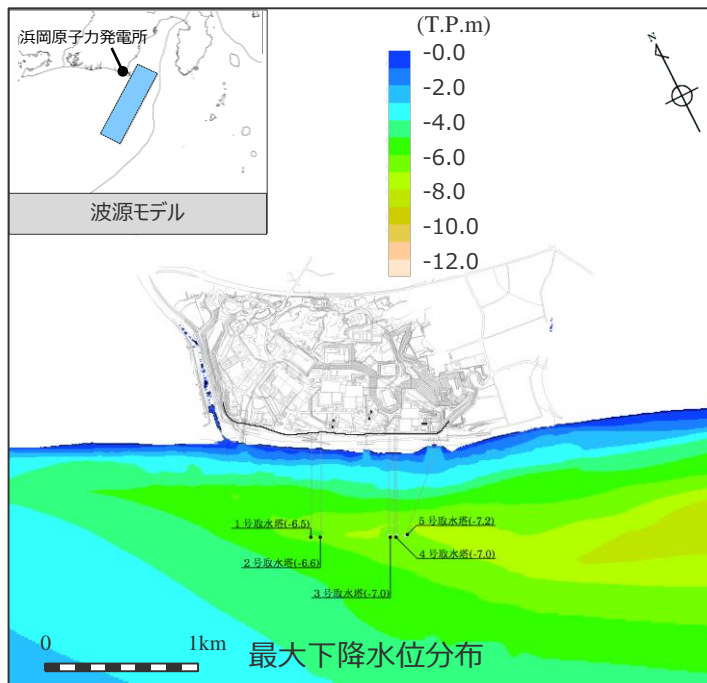 浜岡原子力発電所
波源モデル
(T.P.m)
-0.0
-2.0
-4.0
-6.0
-8.0
-10.0
-12.0
N
1号取水塔(-6.5)
2号取水塔(-6.6)
3号取水塔(-7.0)
5号取水塔(-7.2)
4号取水塔(-7.0)
0 1km
最大下降水位分布